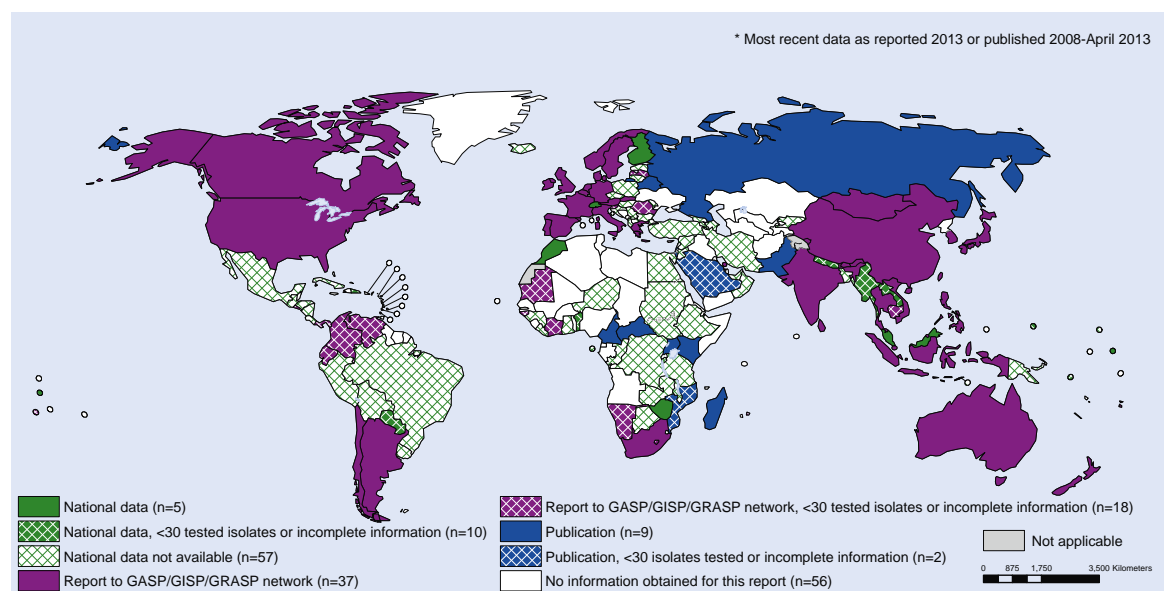 * Most recent data as reported 2013 or published 2008-April 2013
National data (n=5)
National data, <30 tested isolates or incomplete information (n=10)
National data not available (n=57)
Report to GASP/GISP/GRASP network (n=37)
Report to GASP/GISP/GRASP network, <30 tested isolates or incomplete information (n=18)
Publication (n=9)
Publication, <30 isolates tested or incomplete information (n=2)
No information obtained for this report (n=56)
Not applicable
0 875 1,750 3,500 Kilometers